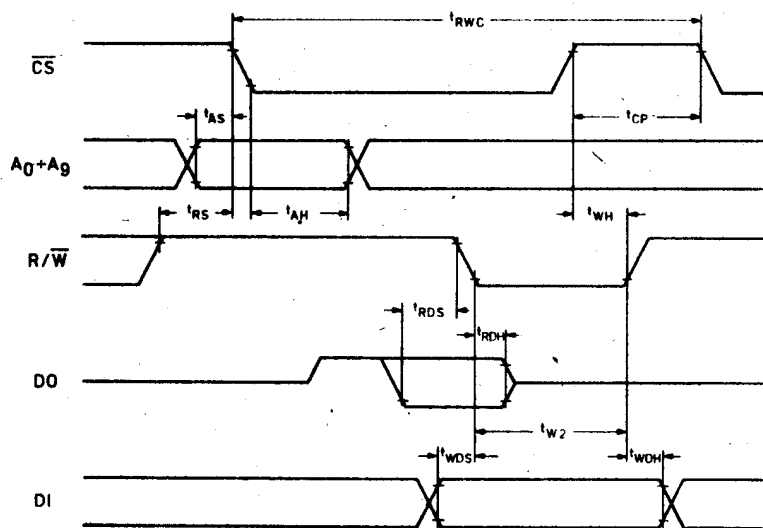 tRWC
CS
tAS
tCP
A0+A9
tRS
tAH
tWH
R/W
tRDS
tRDH
DO
tW2
tWDS
tWDH
DI